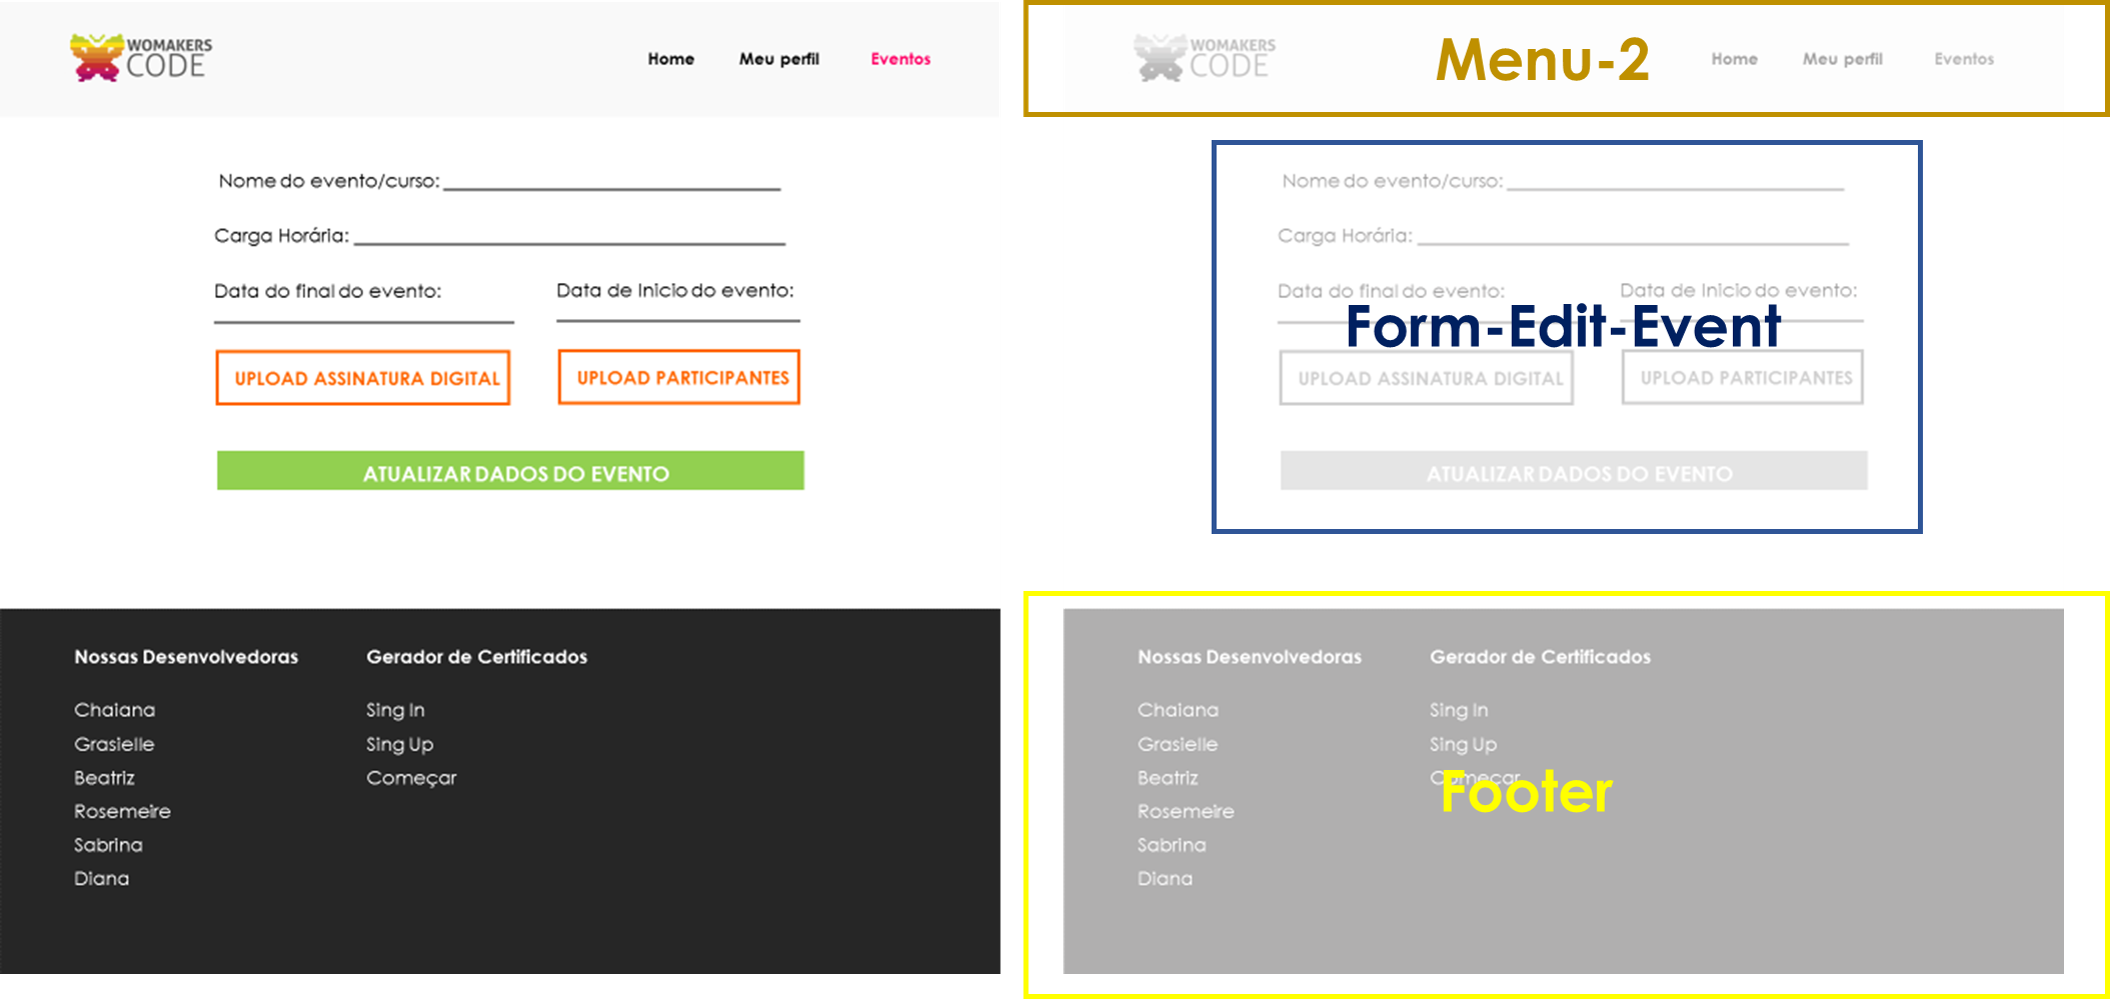 WOMAKERS
CODE
Home Meu perfil Eventos
Nome do evento/curso:
Carga Horária:
Data do final do evento: Data de Inicio do evento:
UPLOAD ASSINATURA DIGITAL UPLOAD PARTICIPANTES
ATUALIZAR DADOS DO EVENTO
Nossas Desenvolvedoras Gerador de Certificados
Chaiana Sing In
Grasielle Sing Up
Beatriz Começar
Rosemeire
Sabrina
Diana
WOMAKERS
CODE
Menu-2
Home Meu perfil Eventos
Nome do evento/curso:
Carga Horária:
Data do final do evento: Data de Inicio do evento:
Form-Edit-Event
UPLOAD ASSINATURA DIGITAL UPLOAD PARTICIPANTES
ATUALIZAR DADOS DO EVENTO
Nossas Desenvolvedoras Gerador de Certificados
Chaiana Sing In
Grasielle Sing Up
Beatriz Começar
Footer
Rosemeire
Sabrina
Diana